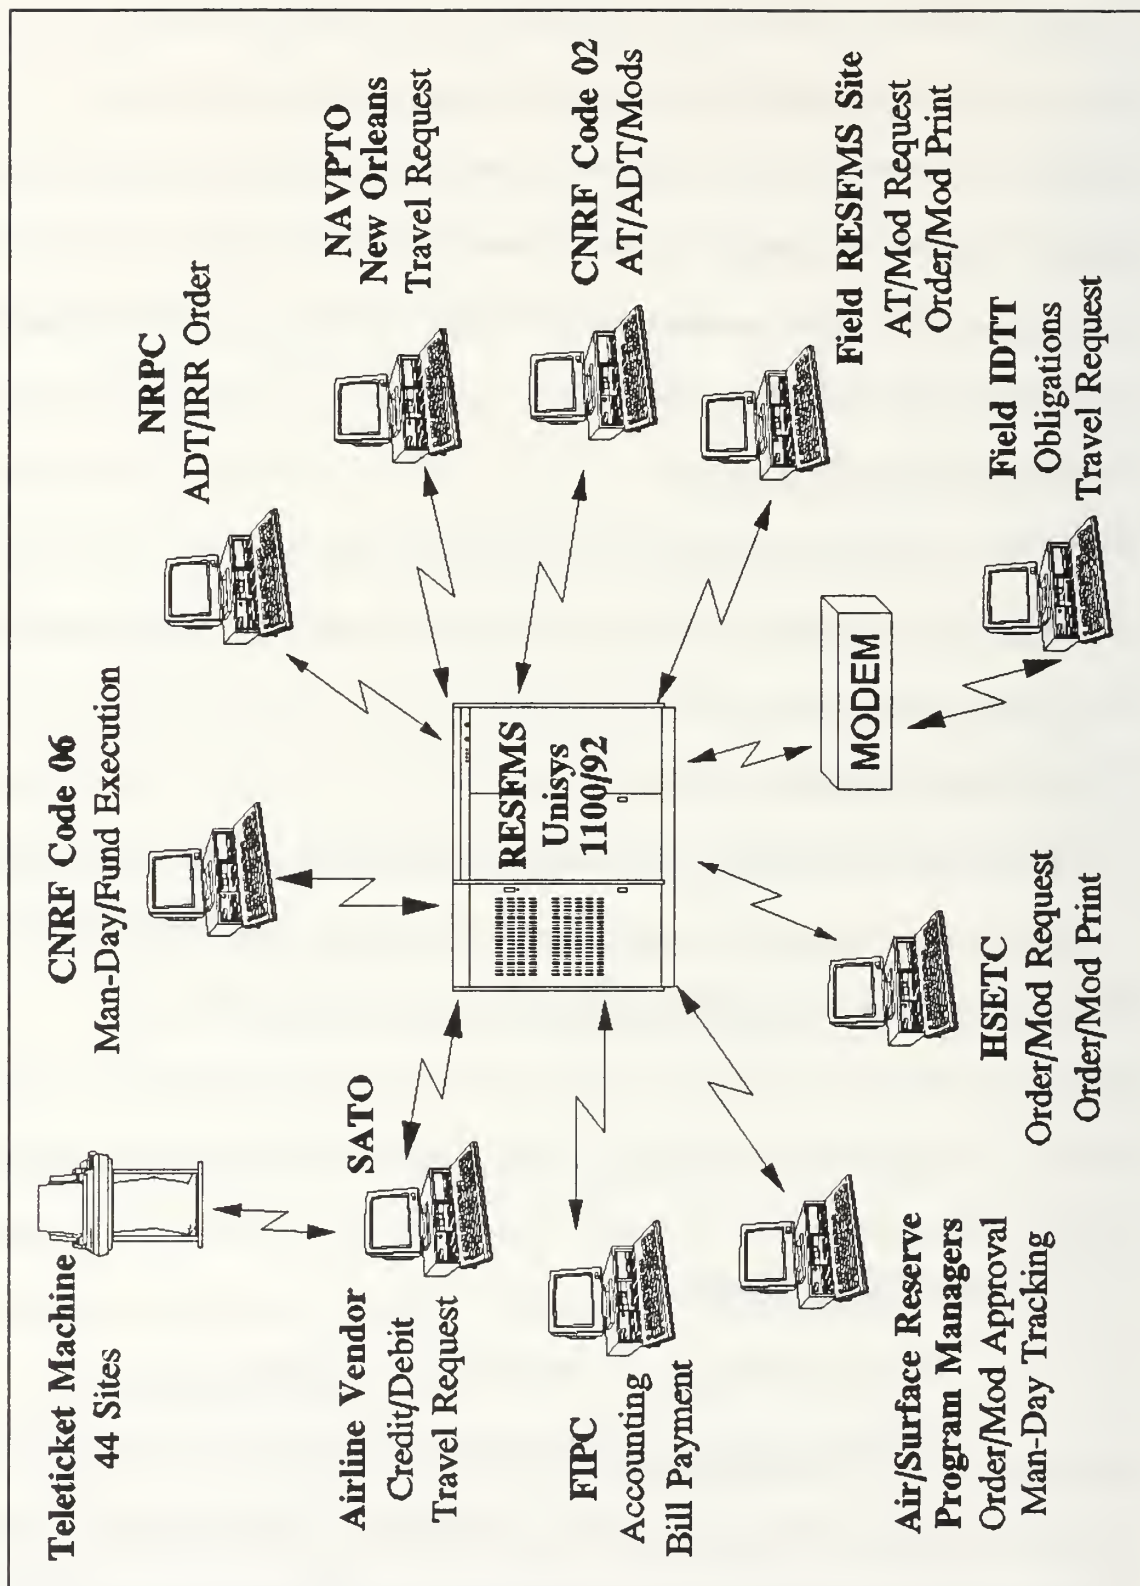 Teleticket Machine
44 Sites
CNRF Code 06
Man-Day/Fund Execution
NRPC
ADT/IRR Order
NAVPTO
New Orleans
Travel Request
CNRF Code 02
AT/ADT/Mods
Field RESFMS Site
AT/Mod Request
Order/Mod Print
Field IDTT
Obligations
Travel Request
MODEM
RESFMS
Unisys
1100/92
SATO
Airline Vendor
Credit/Debit
Travel Request
FIPC
Accounting
Bill Payment
Air/Surface Reserve
Program Managers
Order/Mod Approval
Man-Day Tracking
HSETC
Order/Mod Request
Order/Mod Print